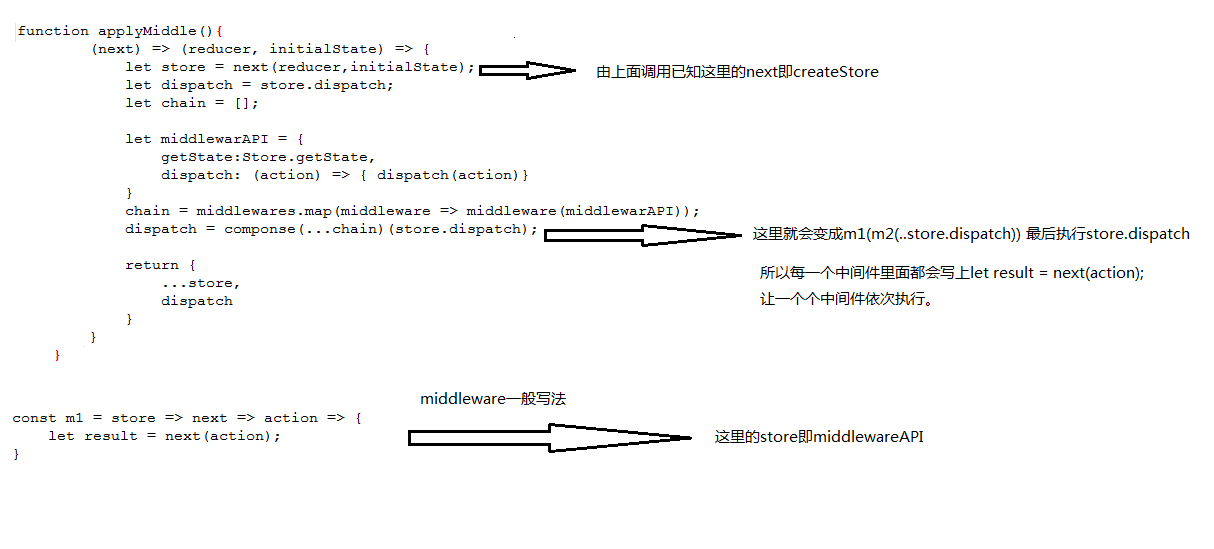 function applyMiddle(){
(next) => (reducer, initialState) => {
let store = next(reducer,initialState);
由上面调用已知这里的next即createStore
let dispatch = store.dispatch;
let chain = [];
let middlewarAPI = {
getState:Store.getState,
dispatch: (action) => { dispatch(action)}
}
chain = middlewares.map(middleware => middleware(middlewarAPI));
dispatch = componse(...chain)(store.dispatch);
这里就会变成m1(m2(..store.dispatch)) 最后执行store.dispatch
所以每一个中间件里面都会写上let result = next(action);
让一个个中间件依次执行。
return {
...store,
dispatch
}
}
}
middleware一般写法
const m1 = store => next => action => {
let result = next(action);
这里的store即middlewareAPI
}